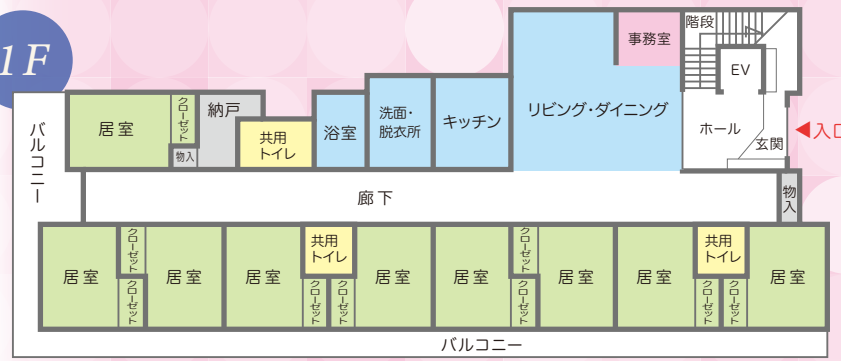 1F
階段
事務室
EV
クローゼット
納戸
居室
洗面・
脱衣所
キッチン
リビング・ダイニング
浴室
共用
トイレ
物入
ホール
玄関
◀入口
バルコニー
廊下
物入
居室
クローゼット
クローゼット
居室
居室
共用
トイレ
クローゼット
クローゼット
居室
居室
クローゼット
クローゼット
居室
居室
共用
トイレ
クローゼット
クローゼット
居室
バルコニー